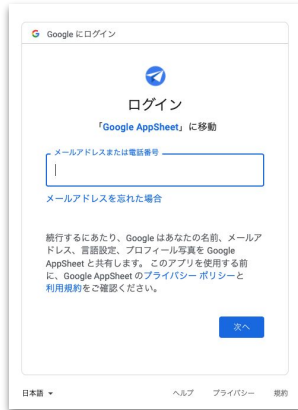 Google にログイン
ログイン
「Google AppSheet」に移動
メールアドレスまたは電話番号
メールアドレスを忘れた場合
続行するにあたり、Google はあなたの名前、メールア
ドレス、言語設定、プロフィール写真を Google
AppSheet と共有します。このアプリを使用する前
に、Google AppSheet のプライバシー ポリシーと
利用規約をご確認ください。
次へ
日本語 ヘルプ プライバシー 規約